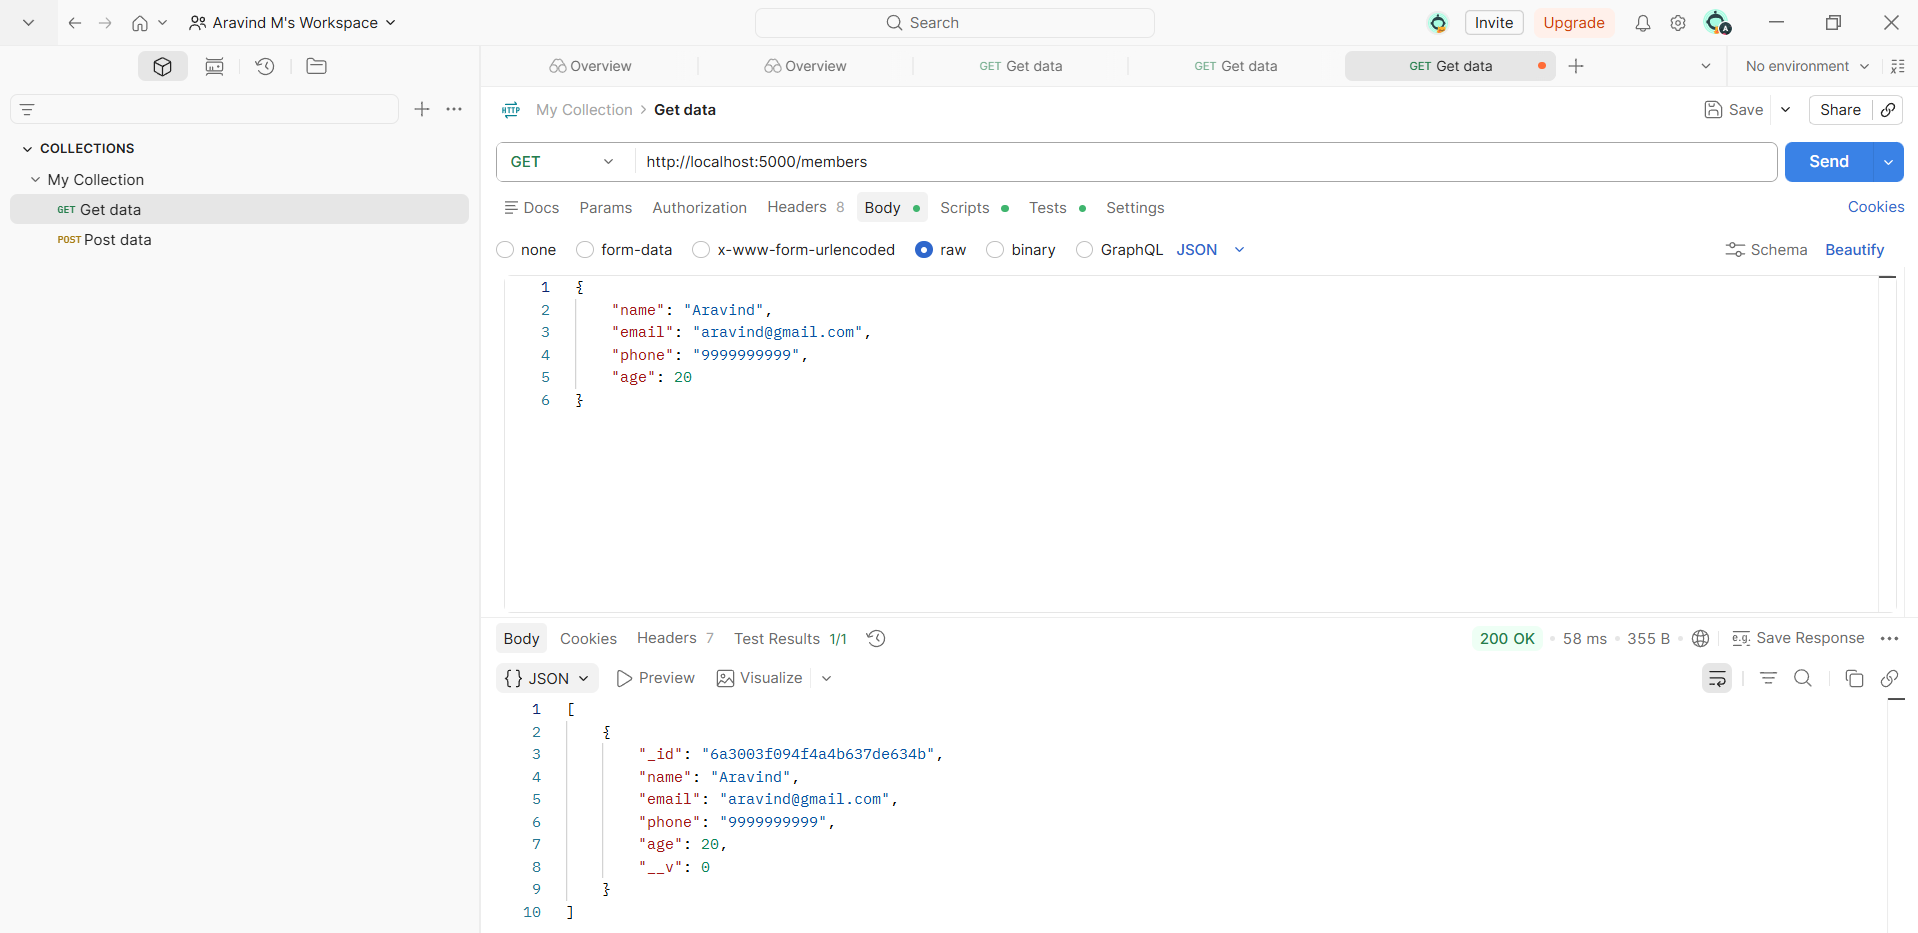 Aravind M's Workspace
Search
Invite
Upgrade
A
Overview
Overview
GET Get data
GET Get data
GET Get data
No environment
HTTP My Collection > Get data
Save
Share
COLLECTIONS
My Collection
GET Get data
POST Post data
GET http://localhost:5000/members
Send
Docs Params Authorization Headers 8 Body Scripts Tests Settings
Cookies
none form-data x-www-form-urlencoded raw binary GraphQL JSON
Schema Beautify
1 {
2 "name": "Aravind",
3 "email": "aravind@gmail.com",
4 "phone": "9999999999",
5 "age": 20
6 }
Body Cookies Headers 7 Test Results 1/1
200 OK • 58 ms • 355 B • e.g. Save Response
{} JSON Preview Visualize
1 [
2 {
3 "_id": "6a3003f094f4a4b637de634b",
4 "name": "Aravind",
5 "email": "aravind@gmail.com",
6 "phone": "9999999999",
7 "age": 20,
8 "__v": 0
9 }
10 ]